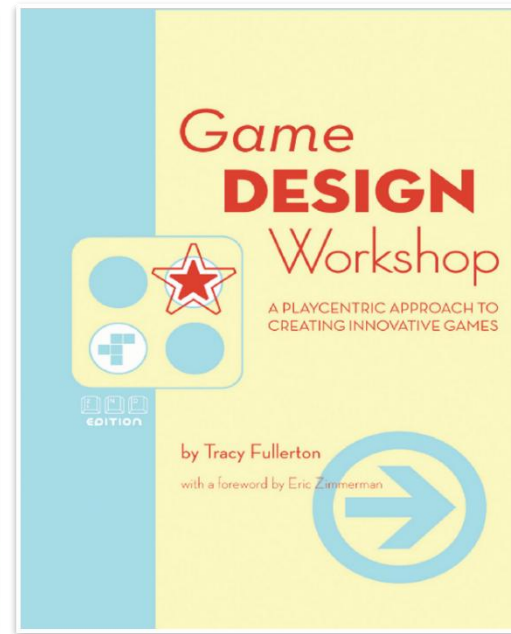 Game
DESIGN
Workshop
A PLAYCENTRIC APPROACH TO
CREATING INNOVATIVE GAMES
EDITION
by Tracy Fullerton
with a foreword by Eric Zimmerman